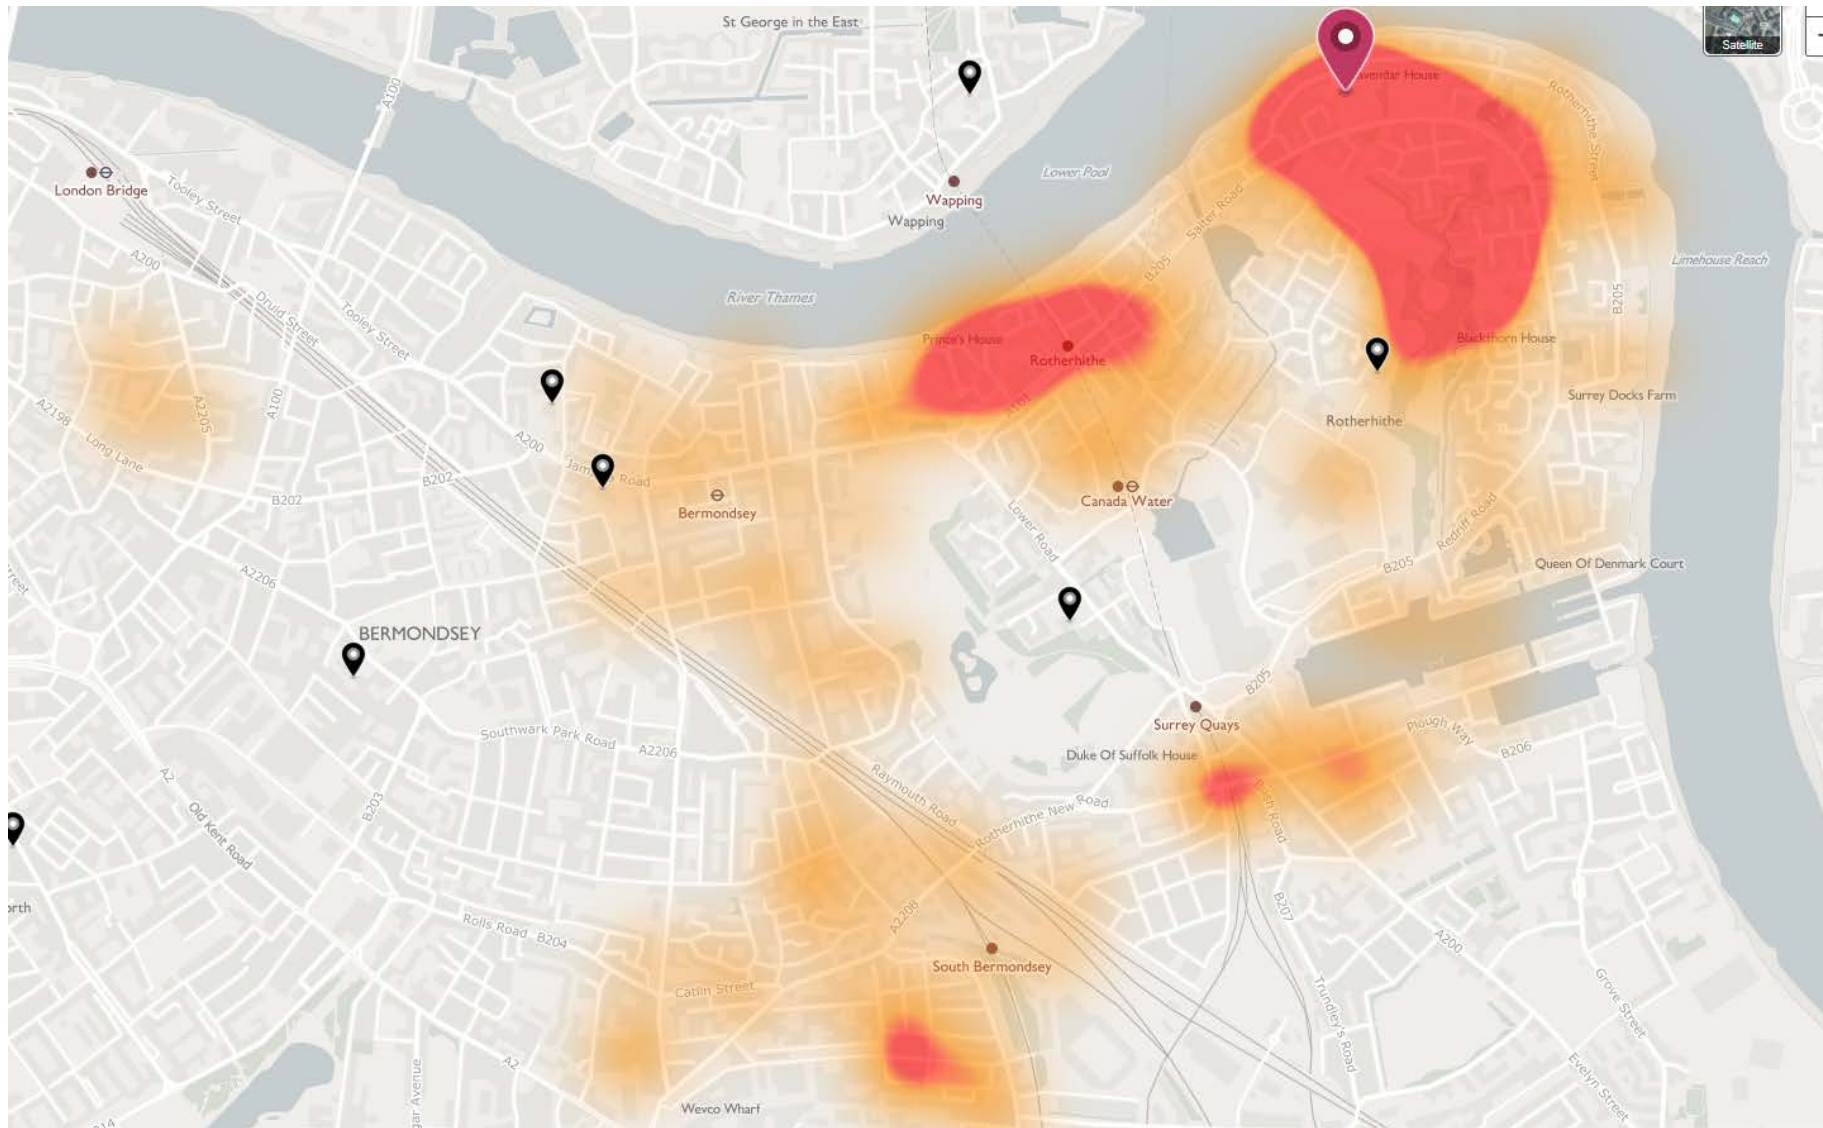 St George in the East
Satellite
Lavendar House
A100
Rotherhithe Street
London Bridge
Tooley Street
Wapping
Lower Pool
Wapping
Salter Road
A200
Limehouse Reach
B205
River Thames
B205
Druid Street
Tooley Street
Prince's House
Rotherhithe
Blackthorn House
A2198
A2205
A100
A101
Surrey Docks Farm
Rotherhithe
Long Lane
A200
Road
B202
B202
Bermondsey
Canada Water
Lower Road
Redriff Road
B205
Queen Of Denmark Court
A2206
BERMONDSEY
B205
Surrey Quays
Southwark Park Road
A2206
Duke Of Suffolk House
Plough Way
B206
A2
B203
Old Kent Road
Raymouth Road
Rotherhithe New Road
Rolls Road
B204
A2208
B207
A200
South Bermondsey
Catlin Street
Trundley's Road
Grove Street
A2
Evelyn Street
Wevco Wharf